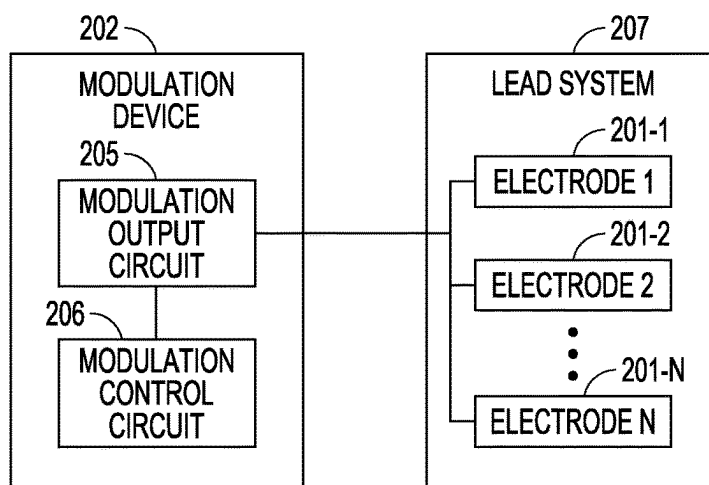 202
MODULATION
DEVICE
205
MODULATION
OUTPUT
CIRCUIT
206
MODULATION
CONTROL
CIRCUIT
207
LEAD SYSTEM
201-1
ELECTRODE 1
201-2
ELECTRODE 2
201-N
ELECTRODE N